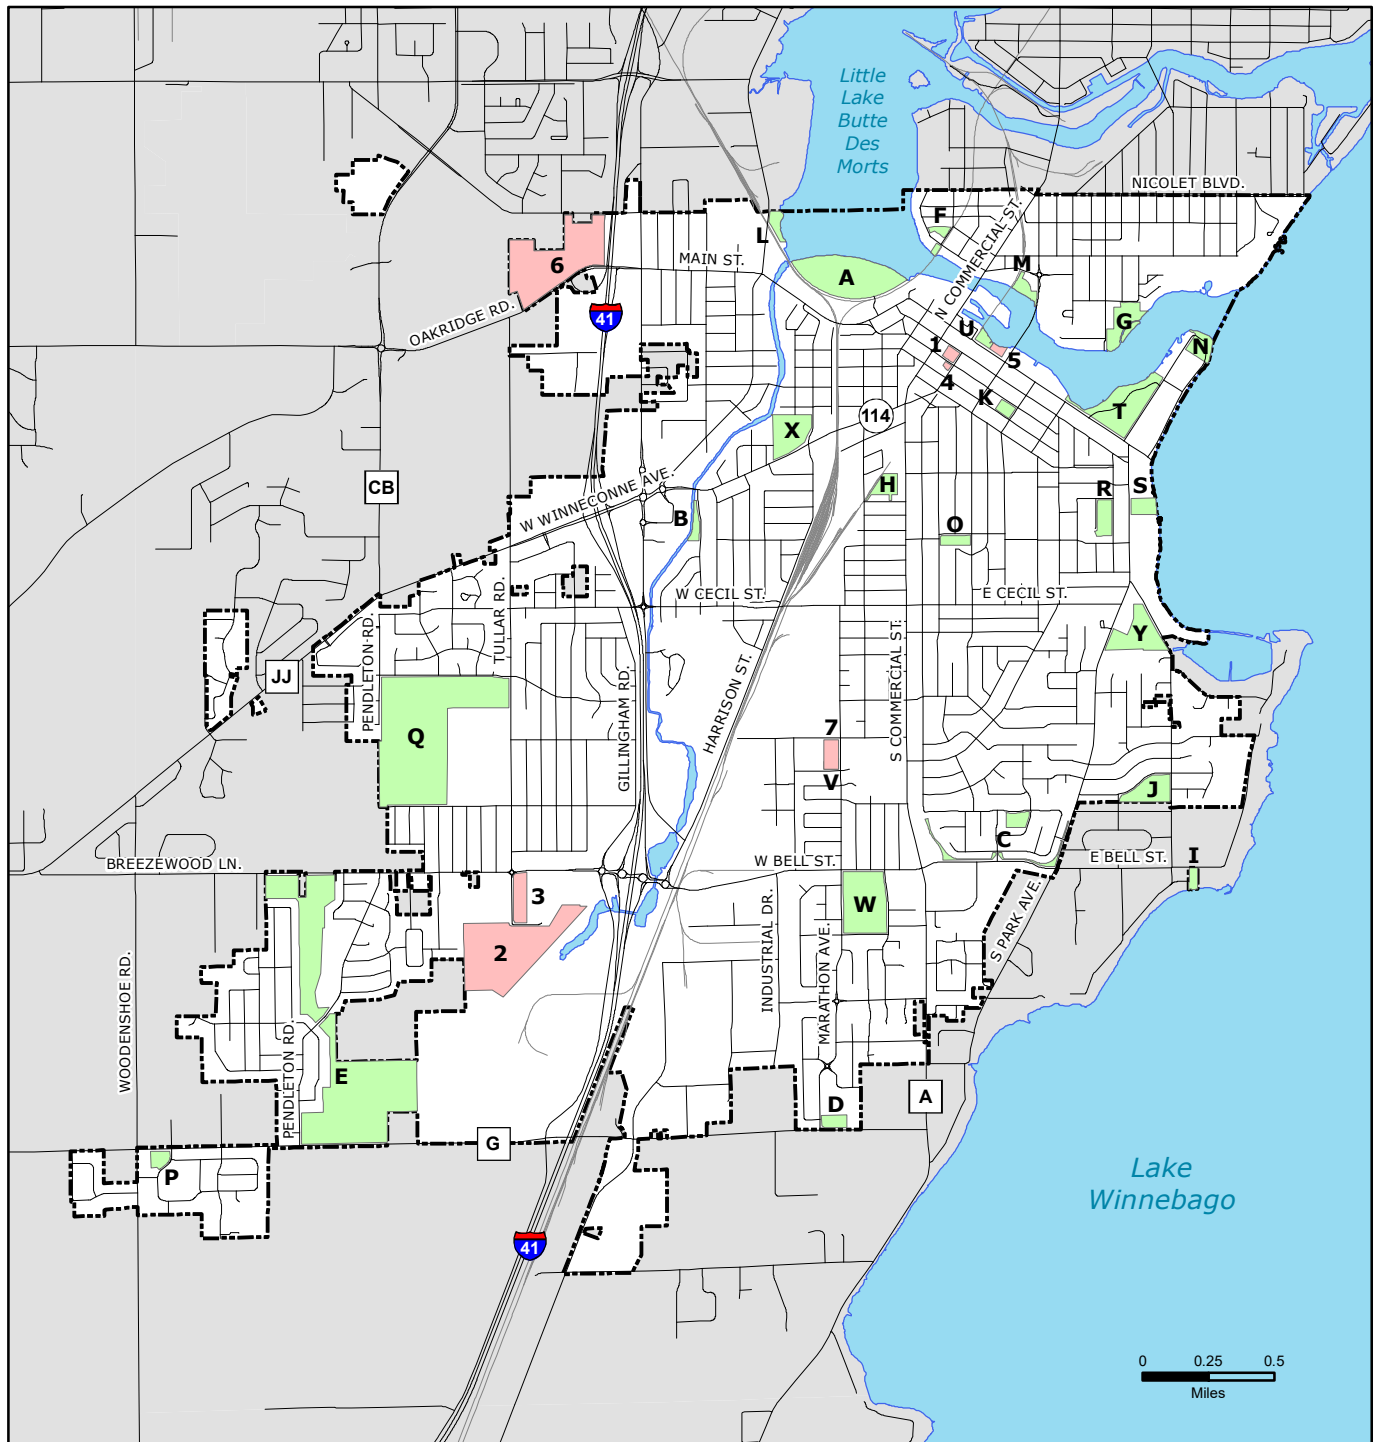 Little
Lake
Butte
Des
Morts
NICOLET BLVD.
F
L
N COMMERCIAL ST.
MAIN ST.
M
6
A
OAKRIDGE RD.
41
U
G
1
5
N
4
K
T
114
X
CB
W WINNECONNE AVE.
H
R
S
B
O
W CECIL ST.
E CECIL ST.
TULLAR RD.
PENDLETON RD.
Y
JJ
S COMMERCIAL ST.
HARRISON ST.
GILLINGHAM RD.
Q
7
V
J
C
BREEZEWOOD LN.
W BELL ST.
E BELL ST.
I
3
W
S PARK AVE.
2
INDUSTRIAL DR.
MARATHON AVE.
WOODENSHOE RD.
PENDLETON RD.
E
A
D
G
P
Lake
Winnebago
41
0 0.25 0.5
Miles